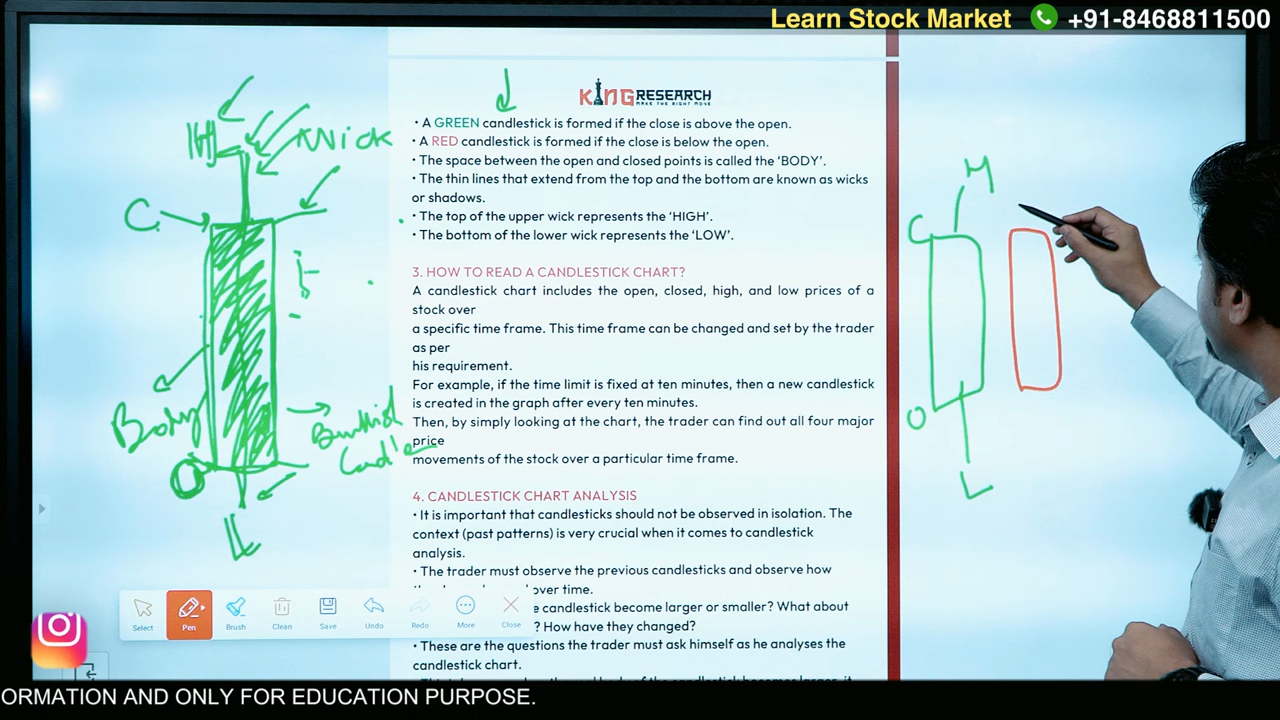 Learn Stock Market +91-8468811500
KING RESEARCH
MAKE THE RIGHT MOVE
• A GREEN candlestick is formed if the close is above the open.
• A RED candlestick is formed if the close is below the open.
• The space between the open and closed points is called the ‘BODY’.
• The thin lines that extend from the top and the bottom are known as wicks
or shadows.
• The top of the upper wick represents the ‘HIGH’.
• The bottom of the lower wick represents the ‘LOW’.
3. HOW TO READ A CANDLESTICK CHART?
A candlestick chart includes the open, closed, high, and low prices of a
stock over
a specific time frame. This time frame can be changed and set by the trader
as per
his requirement.
For example, if the time limit is fixed at ten minutes, then a new candlestick
is created in the graph after every ten minutes.
Then, by simply looking at the chart, the trader can find out all four major
price
movements of the stock over a particular time frame.
4. CANDLESTICK CHART ANALYSIS
• It is important that candlesticks should not be observed in isolation. The
context (past patterns) is very crucial when it comes to candlestick
analysis.
• The trader must observe the previous candlesticks and observe how
over time.
candlestick become larger or smaller? What about
? How have they changed?
• These are the questions the trader must ask himself as he analyses the
candlestick chart.
Wick
C
Body
O
L
H
C
O
L
Select Pen Brush Clean Save Undo Redo More Close
ORMATION AND ONLY FOR EDUCATION PURPOSE.